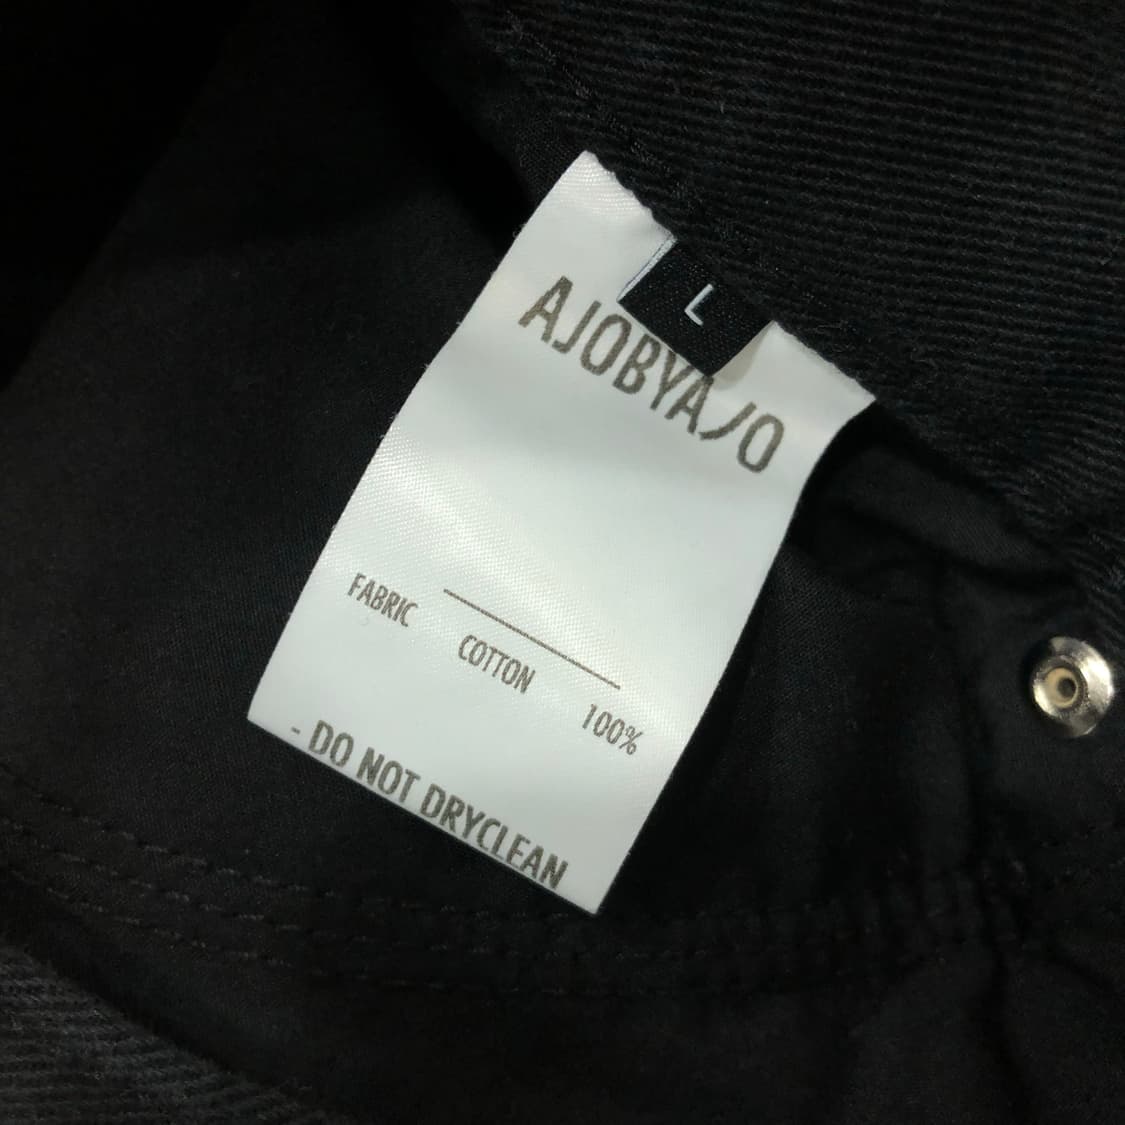 L
AJOBYAJO
FABRIC
COTTON 100%
- DO NOT DRYCLEAN